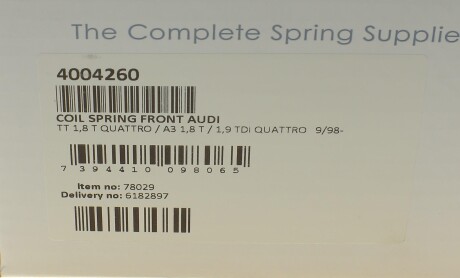 The Complete Spring Supplie
4004260
COIL SPRING FRONT AUDI
TT 1,8 T QUATTRO / A3 1,8 T / 1,9 TDi QUATTRO 9/98-
7 394410 098065
Item no: 78029
Delivery no: 6182897